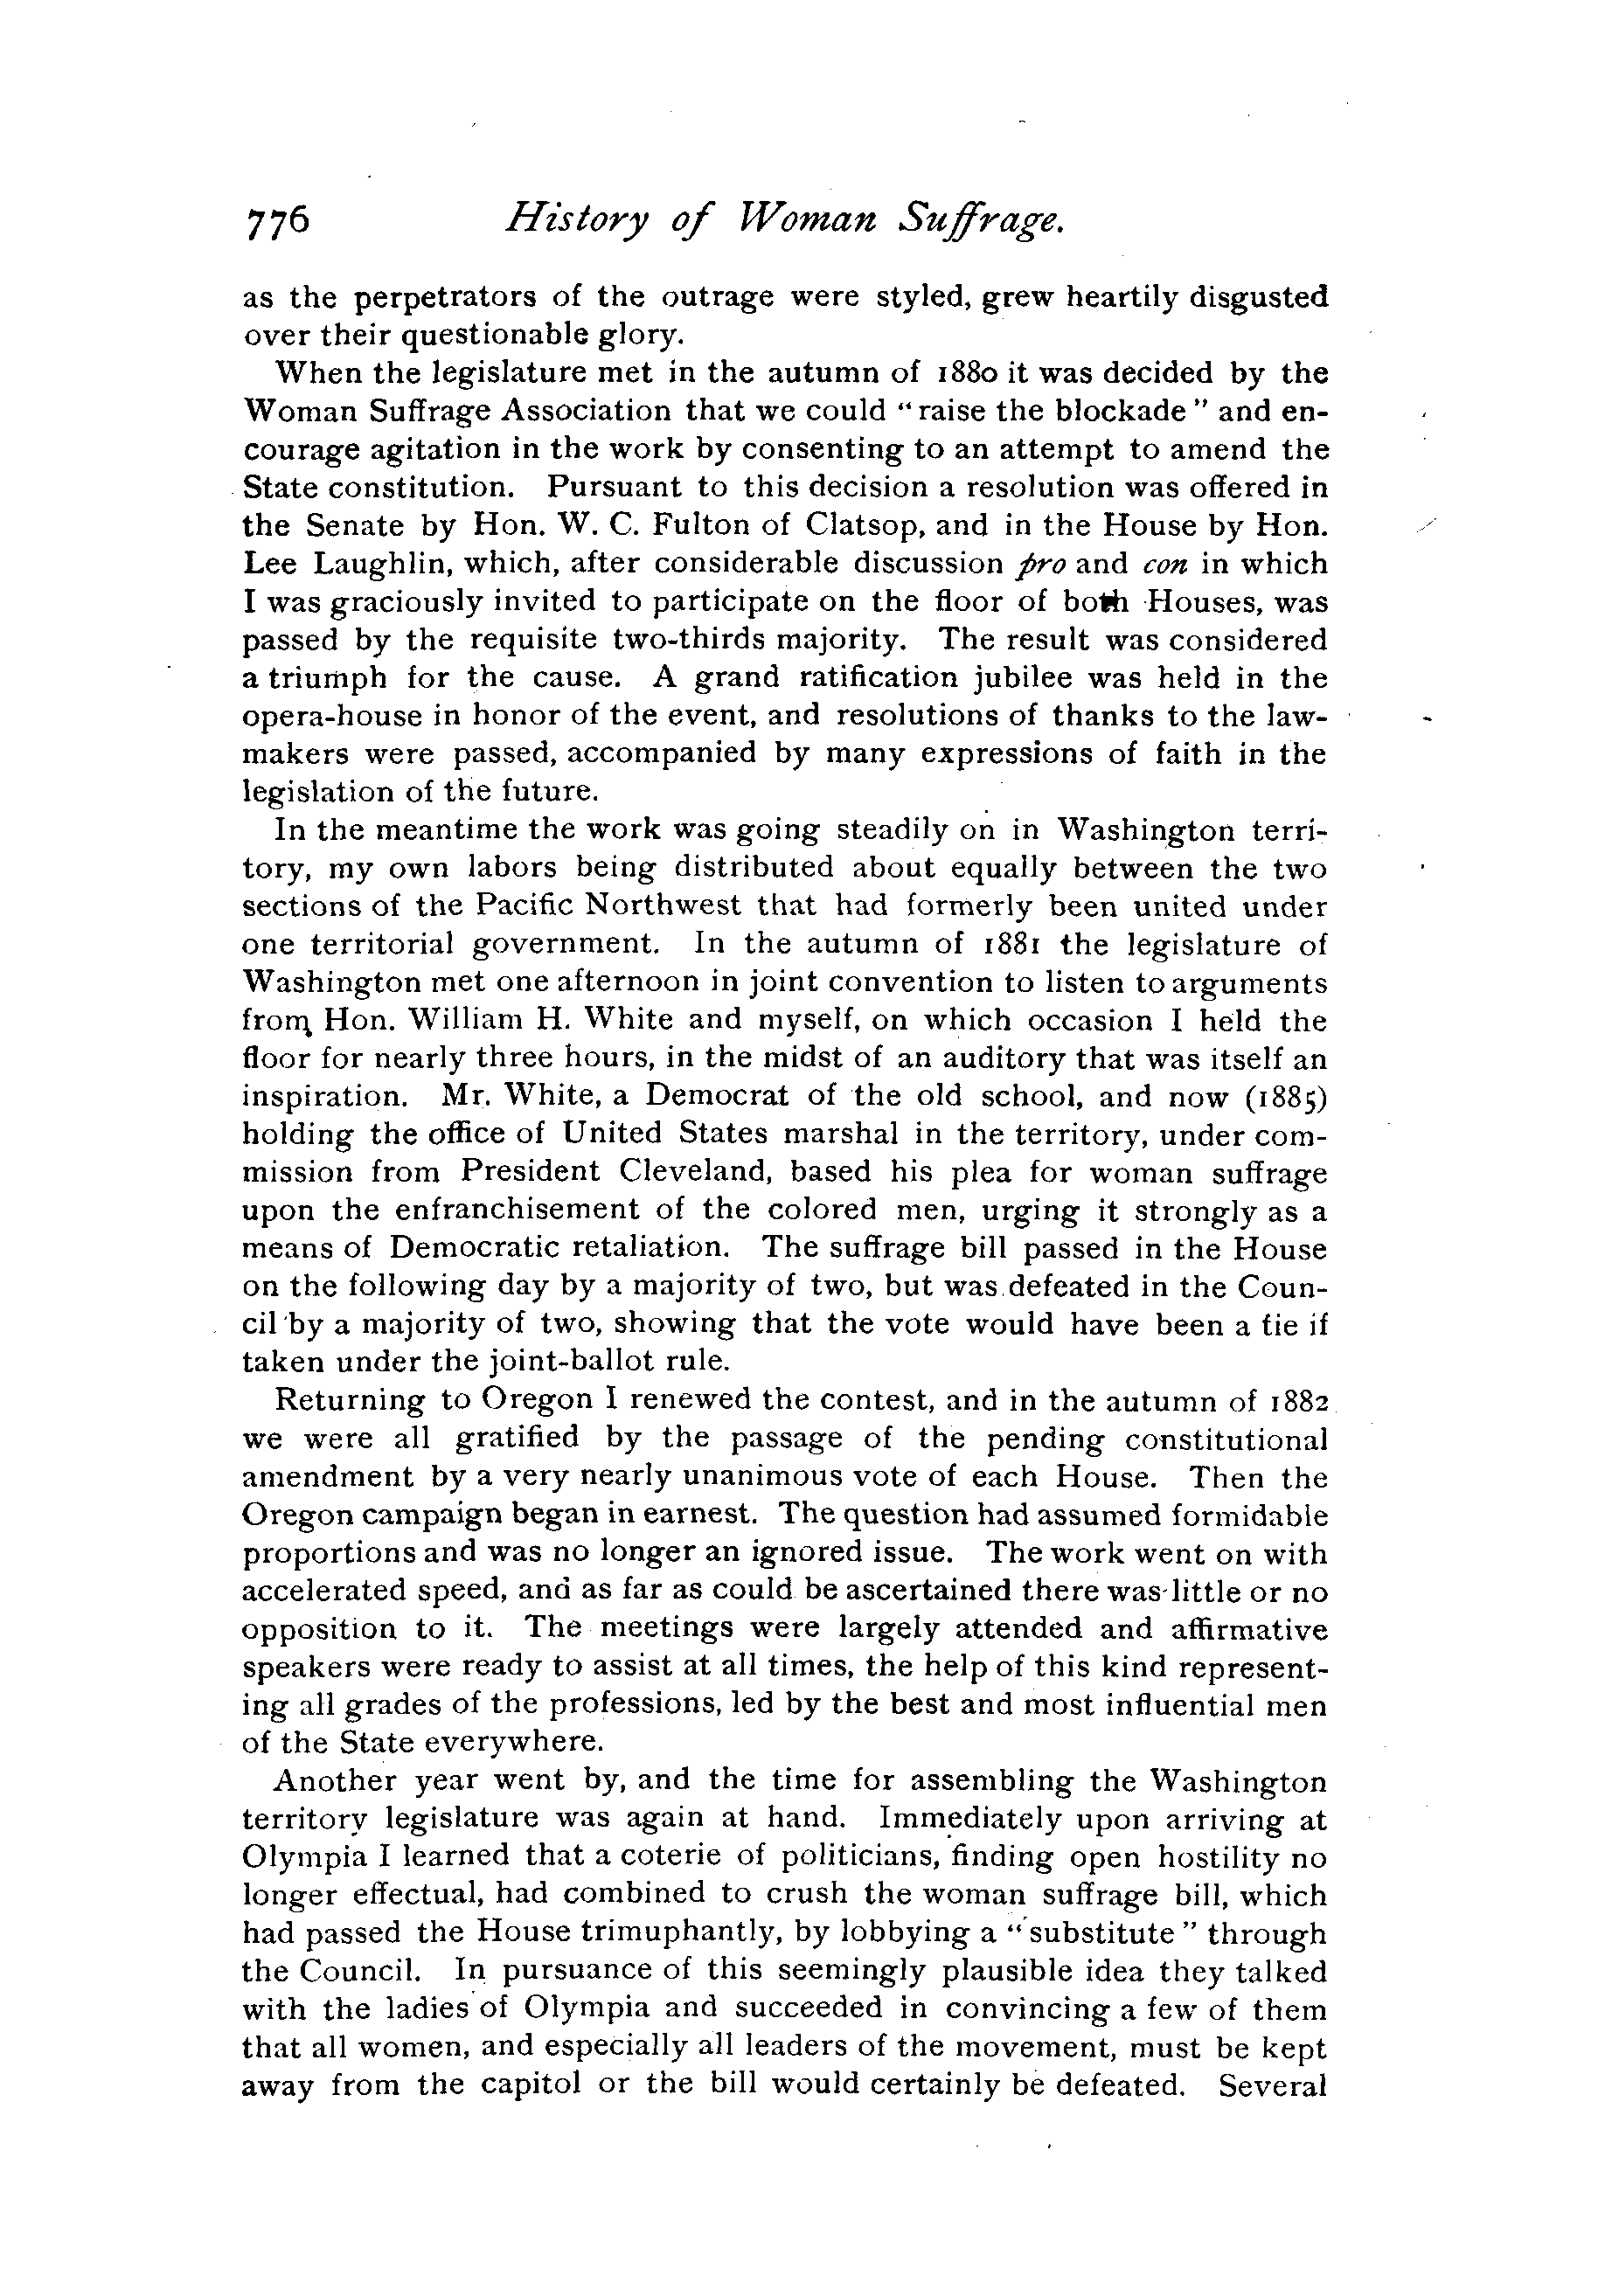 776 History of Woman Suffrage.
as the perpetrators of the outrage were styled, grew heartily disgusted
over their questionable glory.
When the legislature met in the autumn of 1880 it was decided by the
Woman Suffrage Association that we could "raise the blockade" and en-
courage agitation in the work by consenting to an attempt to amend the
State constitution. Pursuant to this decision a resolution was offered in
the Senate by Hon. W. C. Fulton of Clatsop, and in the House by Hon.
Lee Laughlin, which, after considerable discussion pro and con in which
I was graciously invited to participate on the floor of both Houses, was
passed by the requisite two-thirds majority. The result was considered
a triumph for the cause. A grand ratification jubilee was held in the
opera-house in honor of the event, and resolutions of thanks to the law-
makers were passed, accompanied by many expressions of faith in the
legislation of the future.
In the meantime the work was going steadily on in Washington terri-
tory, my own labors being distributed about equally between the two
sections of the Pacific Northwest that had formerly been united under
one territorial government. In the autumn of 1881 the legislature of
Washington met one afternoon in joint convention to listen to arguments
from Hon. William H. White and myself, on which occasion I held the
floor for nearly three hours, in the midst of an auditory that was itself an
inspiration. Mr. White, a Democrat of the old school, and now (1885)
holding the office of United States marshal in the territory, under com-
mission from President Cleveland, based his plea for woman suffrage
upon the enfranchisement of the colored men, urging it strongly as a
means of Democratic retaliation. The suffrage bill passed in the House
on the following day by a majority of two, but was defeated in the Coun-
cil by a majority of two, showing that the vote would have been a tie if
taken under the joint-ballot rule.
Returning to Oregon I renewed the contest, and in the autumn of 1882
we were all gratified by the passage of the pending constitutional
amendment by a very nearly unanimous vote of each House. Then the
Oregon campaign began in earnest. The question had assumed formidable
proportions and was no longer an ignored issue. The work went on with
accelerated speed, and as far as could be ascertained there was little or no
opposition to it. The meetings were largely attended and affirmative
speakers were ready to assist at all times, the help of this kind represent-
ing all grades of the professions, led by the best and most influential men
of the State everywhere.
Another year went by, and the time for assembling the Washington
territory legislature was again at hand. Immediately upon arriving at
Olympia I learned that a coterie of politicians, finding open hostility no
longer effectual, had combined to crush the woman suffrage bill, which
had passed the House trimuphantly, by lobbying a "substitute" through
the Council. In pursuance of this seemingly plausible idea they talked
with the ladies of Olympia and succeeded in convincing a few of them
that all women, and especially all leaders of the movement, must be kept
away from the capitol or the bill would certainly be defeated. Several